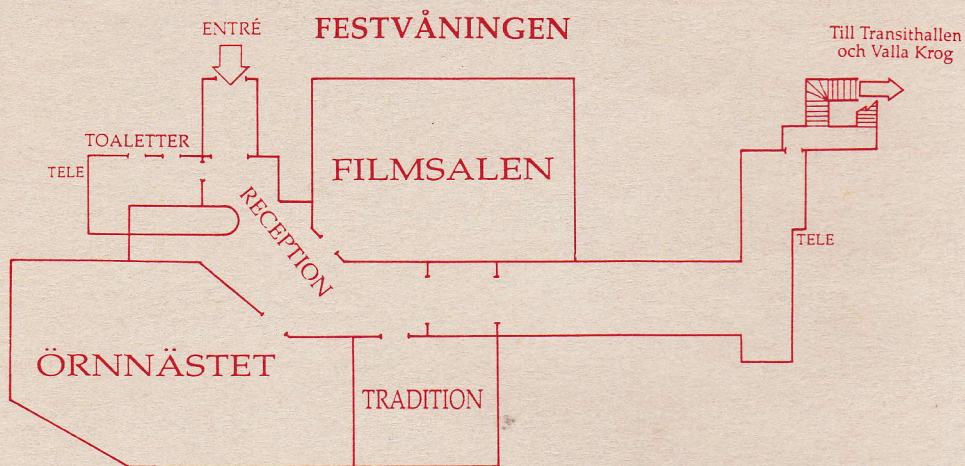 FESTVÅNINGEN
ENTRÉ
Till Transithallen
och Valla Krog
TOALETTER
TELE
FILMSALEN
RECEPTION
TELE
ÖRNNÄSTET
TRADITION